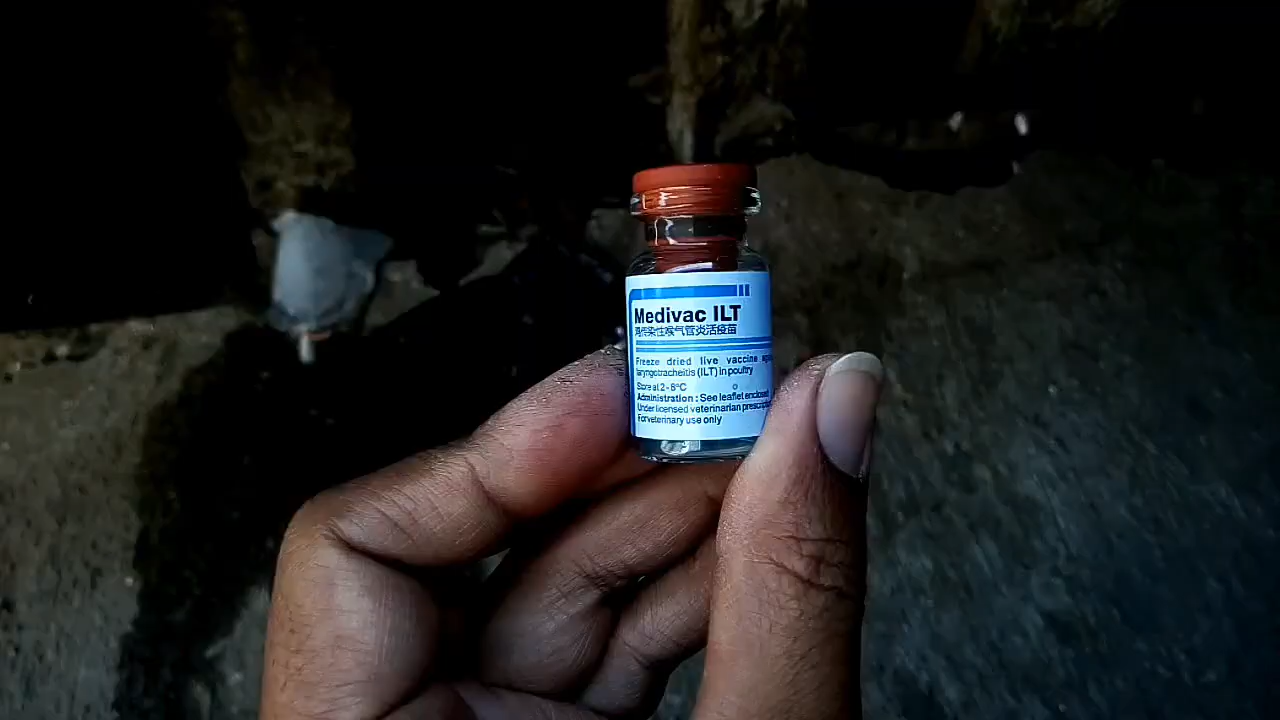 Medivac ILT
鸡传染性喉气管炎活疫苗
Freeze dried live vaccine
laryngotracheitis (ILT) in poultry
Store at 2-8°C
Administration : See leaflet enclosed
Under licensed veterinarian
For veterinary use only